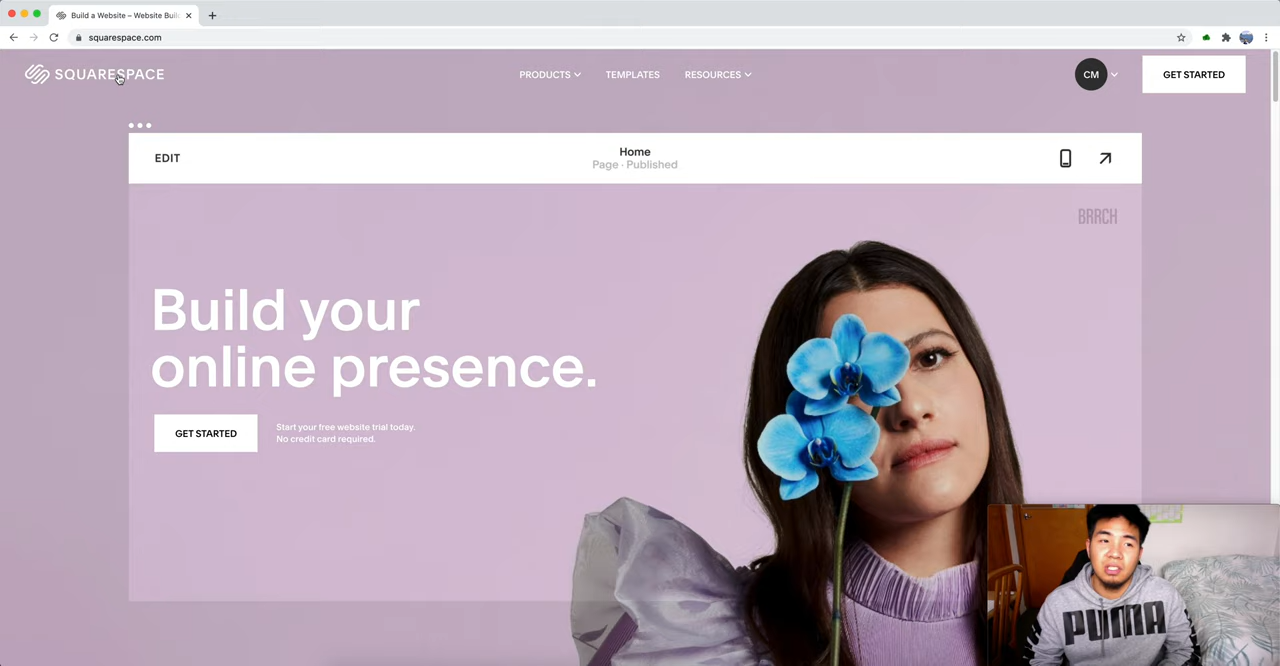 Build a Website – Website Buil
squarespace.com
SQUARESPACE
PRODUCTS
TEMPLATES
RESOURCES
CM
GET STARTED
EDIT
Home
Page · Published
BRRCH
Build your
online presence.
GET STARTED
Start your free website trial today.
No credit card required.
PUMA